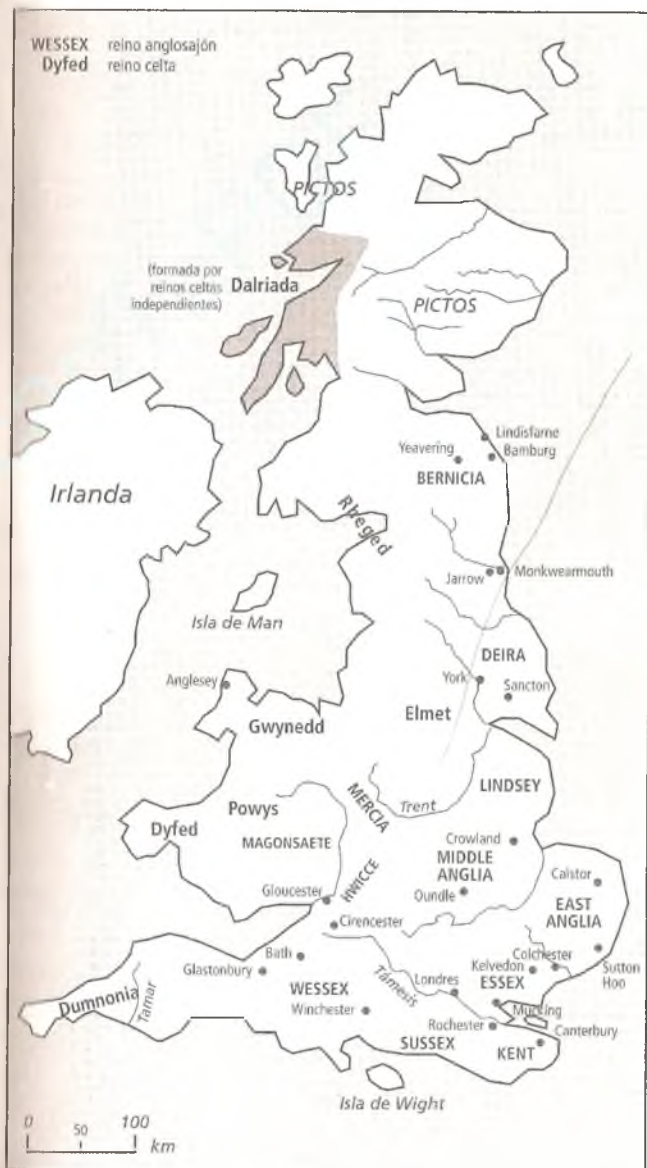 WESSEX reino anglosajón
Dyfed reino celta
PICTOS
(formada por
reinos celtas
independientes)
Dalriada
PICTOS
Lindisfarne
Bamburg
Yeavering
BERNICIA
Irlanda
Rheged
Monkwearmouth
Jarrow
Isla de Man
DEIRA
York
Sancton
Anglesey
Elmet
Gwynedd
MERCIA
LINDSEY
Trent
Powys
Dyfed
MAGONSAETE
Crowland
MIDDLE
ANGLIA
Caistor
HWICCE
Oundle
EAST
ANGLIA
Gloucester
Cirencester
Bath
Colchester
Kelvedon
Glastonbury
Sutton
Hoo
WESSEX
Támesis
Londres
ESSEX
Dumnonia
Tamar
Mucking
Winchester
Rochester
Canterbury
SUSSEX
KENT
Isla de Wight
0 50 100
km